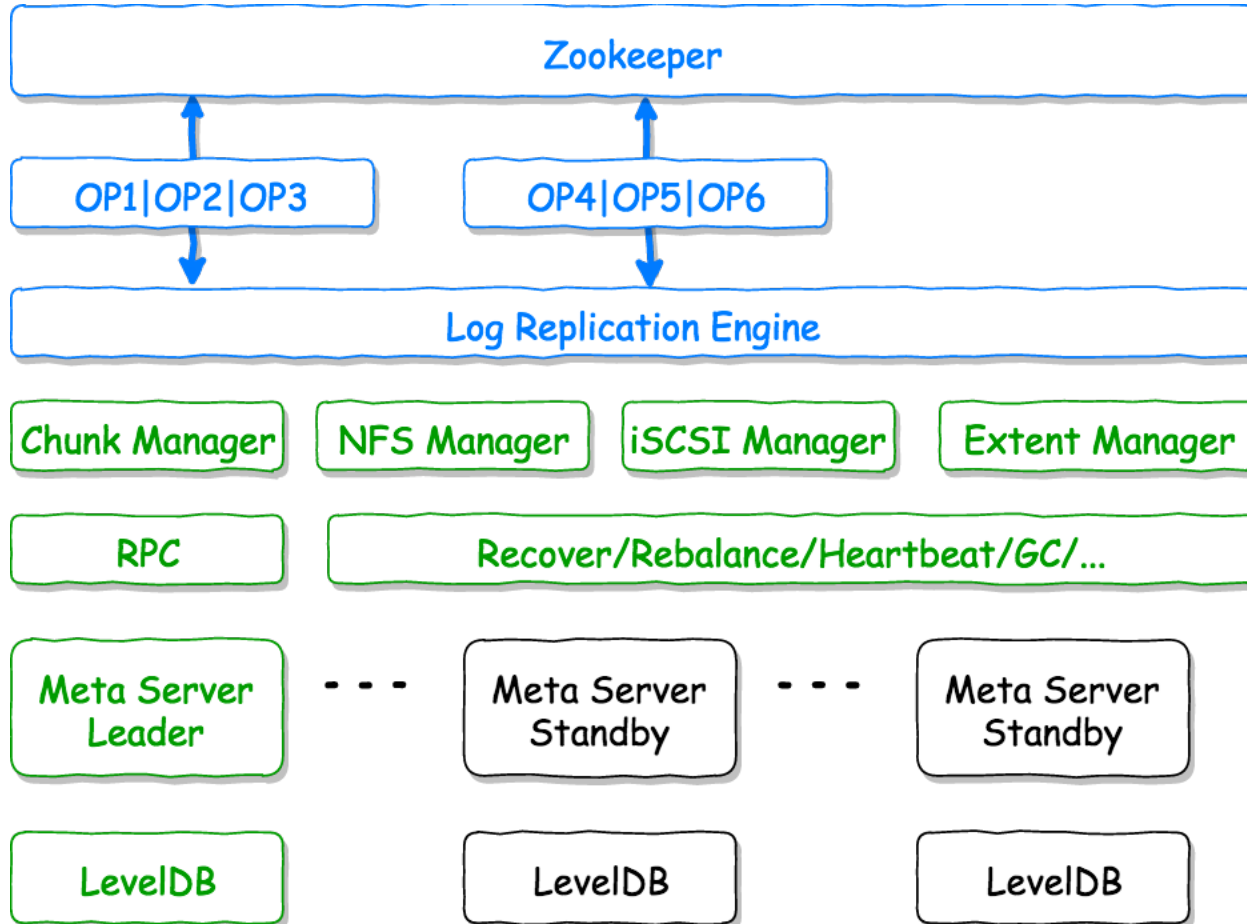 Zookeeper
OP1|OP2|OP3
OP4|OP5|OP6
Log Replication Engine
Chunk Manager
NFS Manager
iSCSI Manager
Extent Manager
RPC
Recover/Rebalance/Heartbeat/GC/...
Meta Server
Leader
- - -
Meta Server
Standby
- - -
Meta Server
Standby
LevelDB
LevelDB
LevelDB